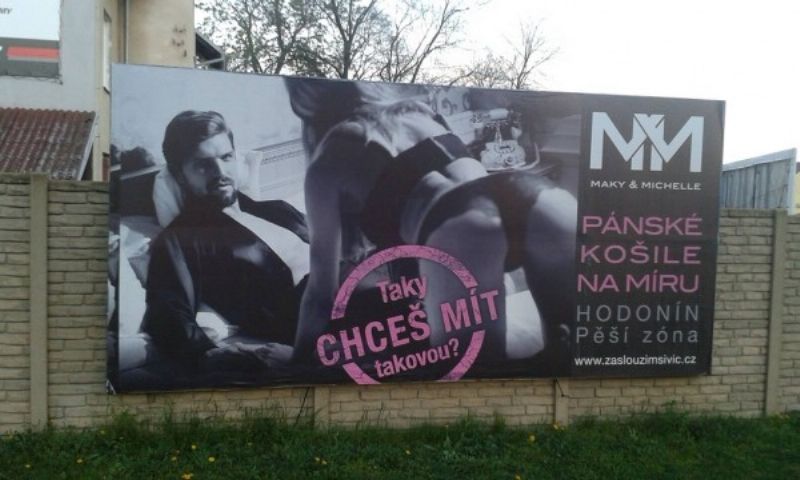 MM
MAKY & MICHELLE
PÁNSKÉ
KOŠILE
NA MÍRU
HODONÍN
Pěší zóna
www.zaslouzimsivic.cz
Taky
CHCEŠ MÍT
takovou?